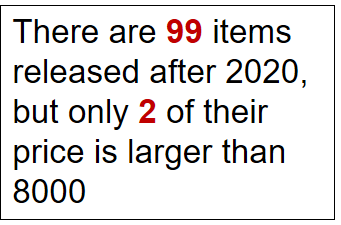 There are 99 items
released after 2020,
but only 2 of their
price is larger than
8000